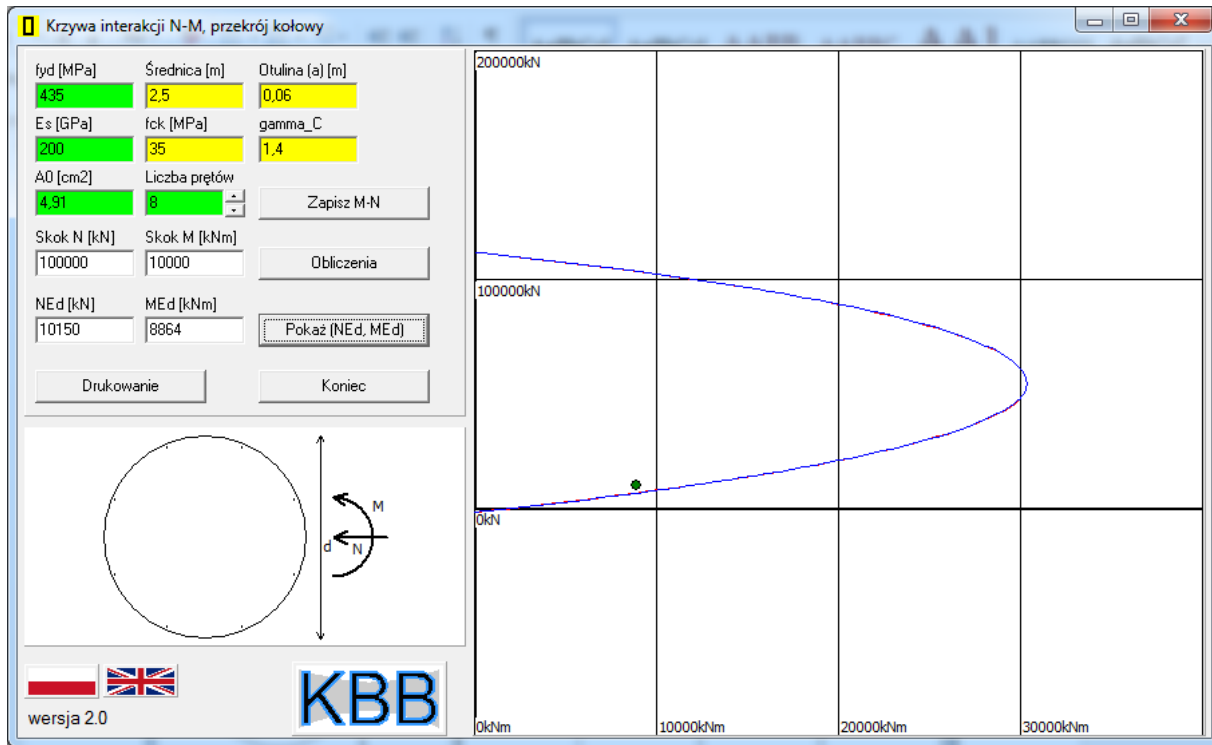 Krzywa interakcji N-M, przekrój kołowy
fyd [MPa] Średnica [m] Otulina (a) [m]
435 2,5 0,06
Es [GPa] fck [MPa] gamma_C
200 35 1,4
A0 [cm2] Liczba prętów
4,91 8 Zapisz M-N
Skok N [kN] Skok M [kNm]
100000 10000 Obliczenia
NEd [kN] MEd [kNm]
10150 8864 Pokaż (NEd, MEd)
Drukowanie Koniec
M
d N
wersja 2.0
KBB
200000kN
100000kN
0kN
0kNm 10000kNm 20000kNm 30000kNm